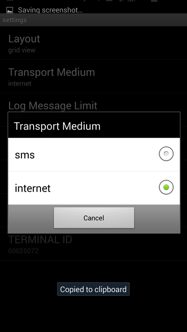 Saving screenshot...
settings
Layout
grid view
Transport Medium
internet
Log Message Limit
Transport Medium
sms
internet
Cancel
TERMINAL ID
Copied to clipboard